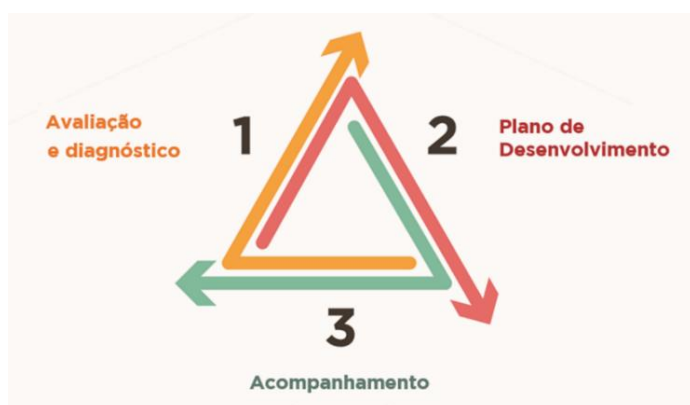 1
Avaliação
e diagnóstico
2
Plano de
Desenvolvimento
3
Acompanhamento